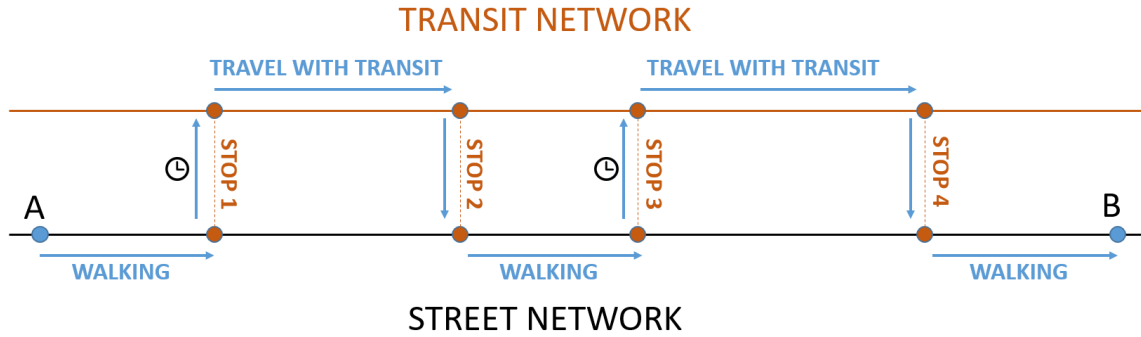 TRANSIT NETWORK
TRAVEL WITH TRANSIT
TRAVEL WITH TRANSIT
STOP 1
STOP 2
STOP 3
STOP 4
A
B
WALKING
WALKING
WALKING
STREET NETWORK